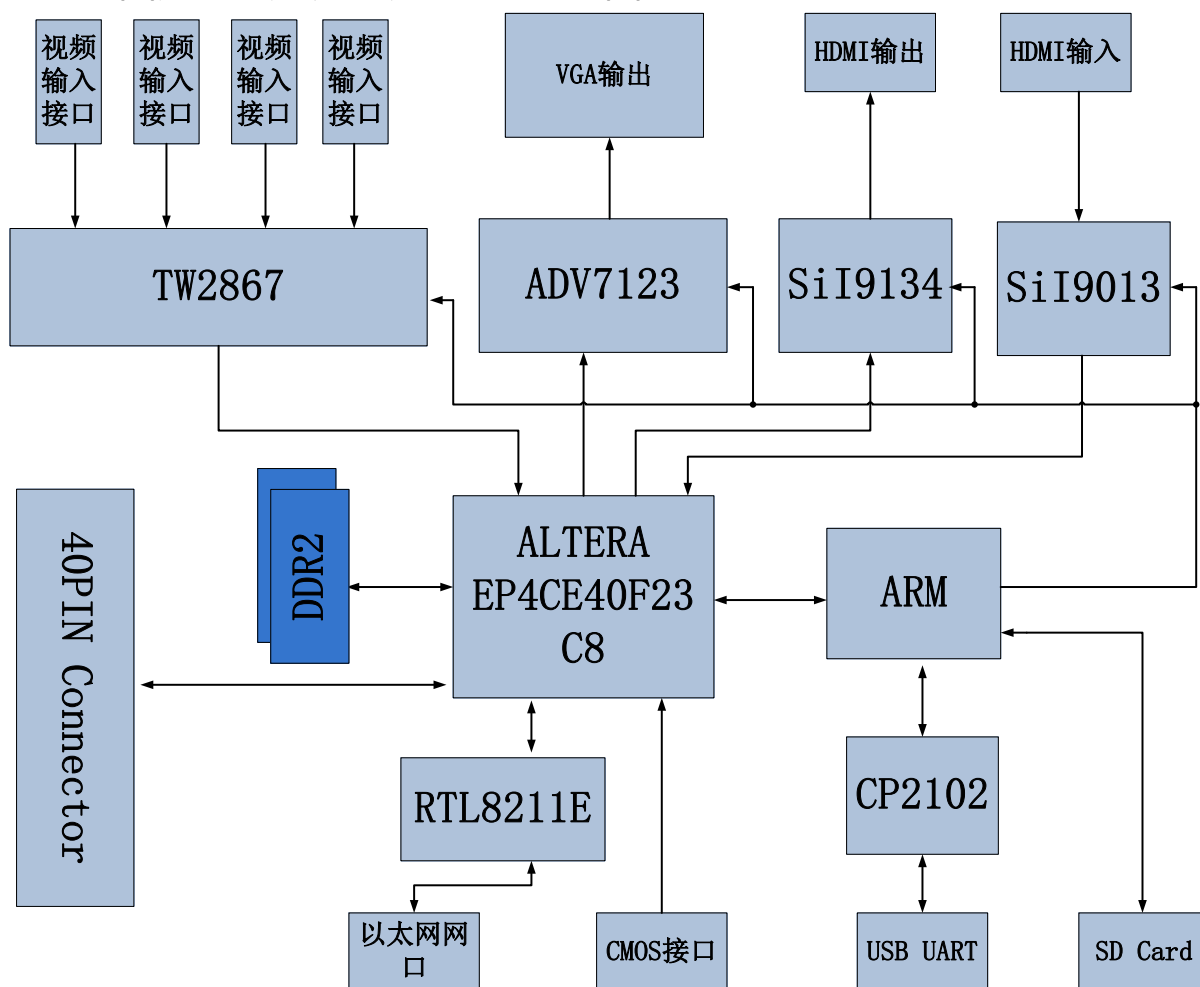 视频
输入
接口
视频
输入
接口
视频
输入
接口
视频
输入
接口
VGA输出
HDMI输出
HDMI输入
TW2867
ADV7123
SiI9134
SiI9013
40PIN Connector
DDR2
ALTERA
EP4CE40F23
C8
ARM
RTL8211E
CP2102
以太网网
口
CMOS接口
USB UART
SD Card